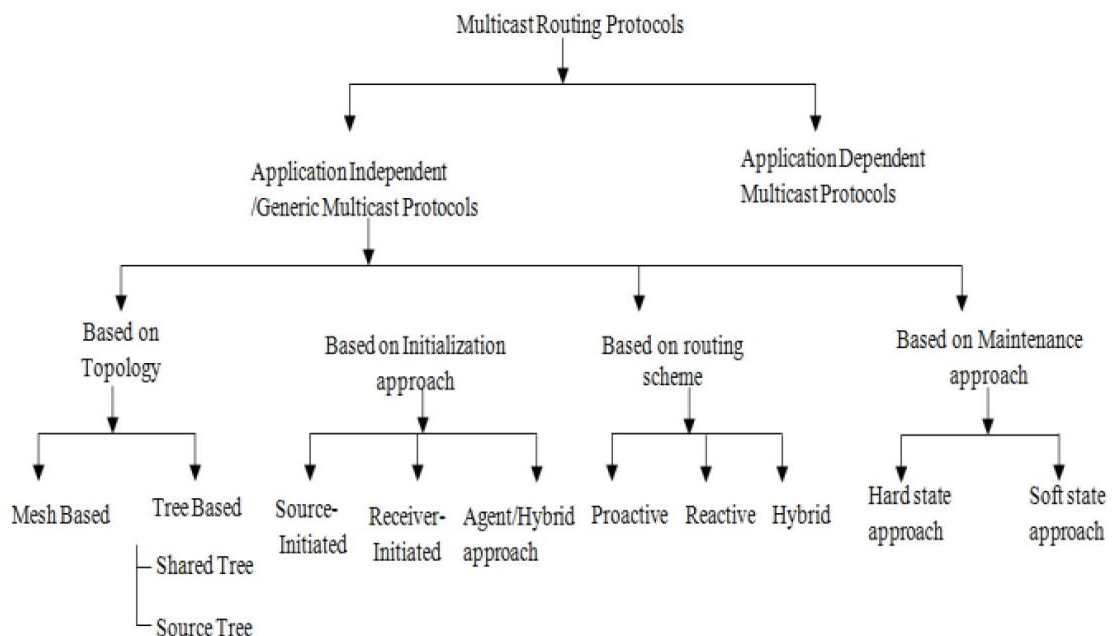 Multicast Routing Protocols
Application Independent
/Generic Multicast Protocols
Application Dependent
Multicast Protocols
Based on
Topology
Based on Initialization
approach
Based on routing
scheme
Based on Maintenance
approach
Mesh Based
Tree Based
Shared Tree
Source Tree
Source-
Initiated
Receiver-
Initiated
Agent/Hybrid
approach
Proactive
Reactive
Hybrid
Hard state
approach
Soft state
approach